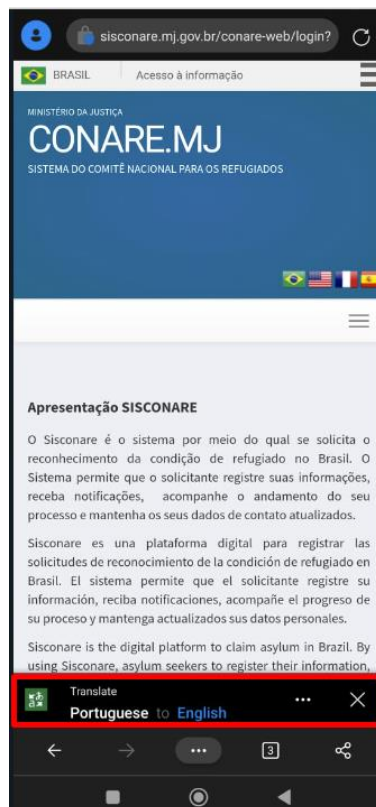 sisconare.mj.gov.br/conare-web/login?
BRASIL
Acesso à informação
MINISTÉRIO DA JUSTIÇA
CONARE.MJ
SISTEMA DO COMITÊ NACIONAL PARA OS REFUGIADOS
Apresentação SISCONARE
O Sisconare é o sistema por meio do qual se solicita o
reconhecimento da condição de refugiado no Brasil. O
Sistema permite que o solicitante registre suas informações,
receba notificações, acompanhe o andamento do seu
processo e mantenha os seus dados de contato atualizados.
Sisconare es una plataforma digital para registrar las
solicitudes de reconocimiento de la condición de refugiado en
Brasil. El sistema permite que el solicitante registre su
información, reciba notificaciones, acompañe el progreso de
su proceso y mantenga actualizados sus datos personales.
Sisconare is the digital platform to claim asylum in Brazil. By
using Sisconare, asylum seekers to register their information,
Translate
Portuguese to English
3